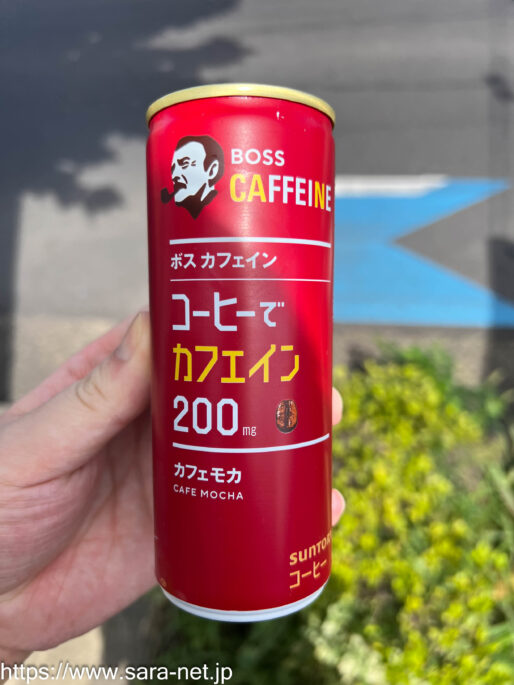 BOSS
CAFFEINE
ボス カフェイン
コーヒーで
カフェイン
200mg
カフェモカ
CAFE MOCHA
SUNTOR
コーヒー
https://www.sara-net.jp